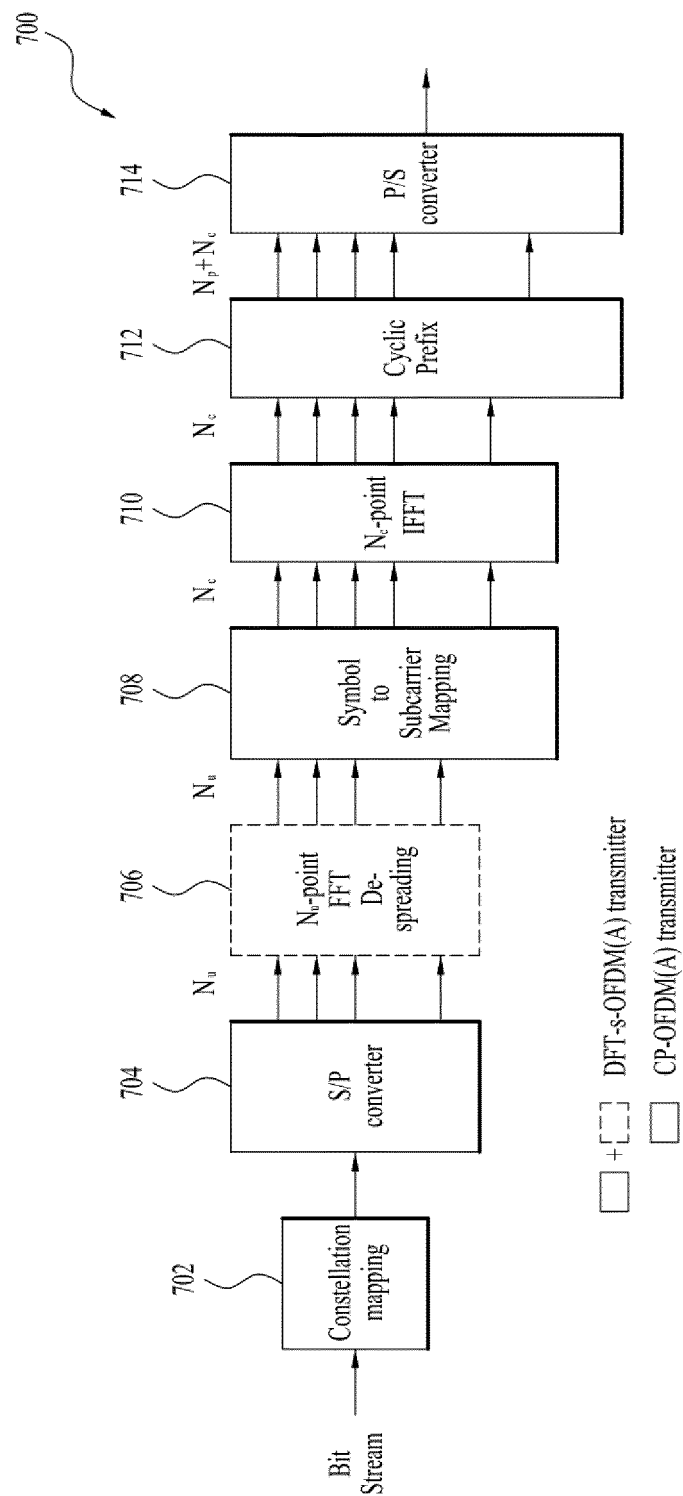 700
Bit
Stream
702
Constellation
mapping
704
S/P
converter
Nu
706
Nu-point
FFT
De-
spreading
Nu
708
Symbol
to
Subcarrier
Mapping
Nc
710
Nc-point
IFFT
Nc
712
Cyclic
Prefix
Np+Nc
714
P/S
converter
+ DFT-s-OFDM(A) transmitter
CP-OFDM(A) transmitter